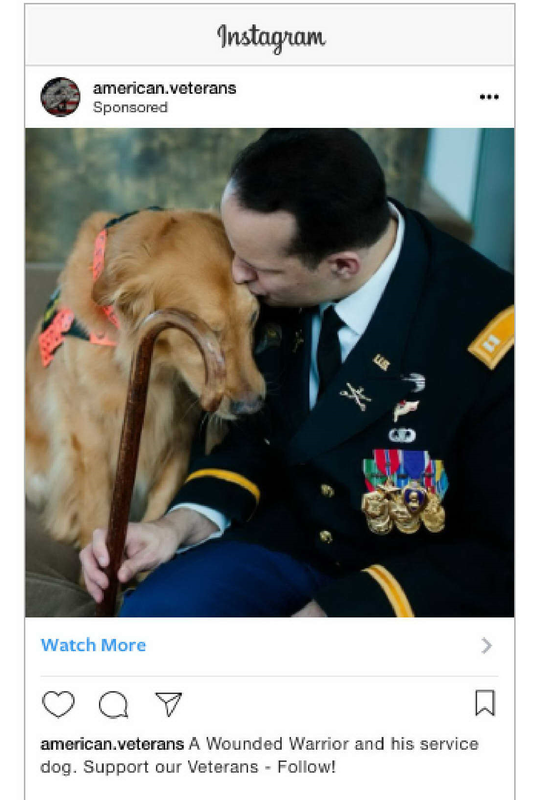 Instagram
american.veterans
Sponsored
Watch More
american.veterans A Wounded Warrior and his service
dog. Support our Veterans - Follow!